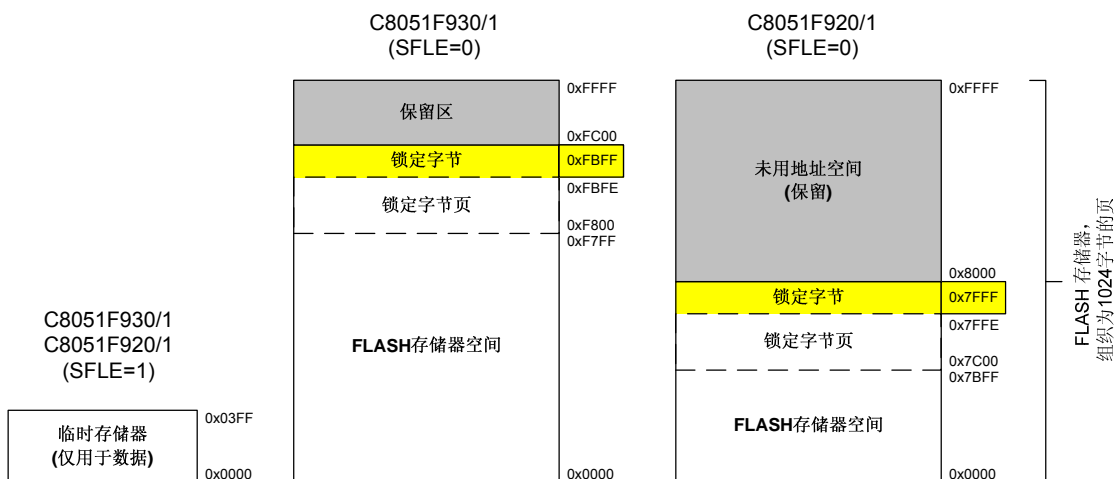 C8051F930/1
(SFLE=0)
0xFFFF
保留区
0xFC00
锁定字节
0xFBFF
0xFBFE
锁定字节页
0xF800
0xF7FF
FLASH存储器空间
0x0000
C8051F920/1
(SFLE=0)
0xFFFF
未用地址空间
(保留)
0x8000
锁定字节
0x7FFF
0x7FFE
锁定字节页
0x7C00
0x7BFF
FLASH存储器空间
0x0000
FLASH 存储器，
组织为1024字节的页
C8051F930/1
C8051F920/1
(SFLE=1)
0x03FF
临时存储器
(仅用于数据)
0x0000